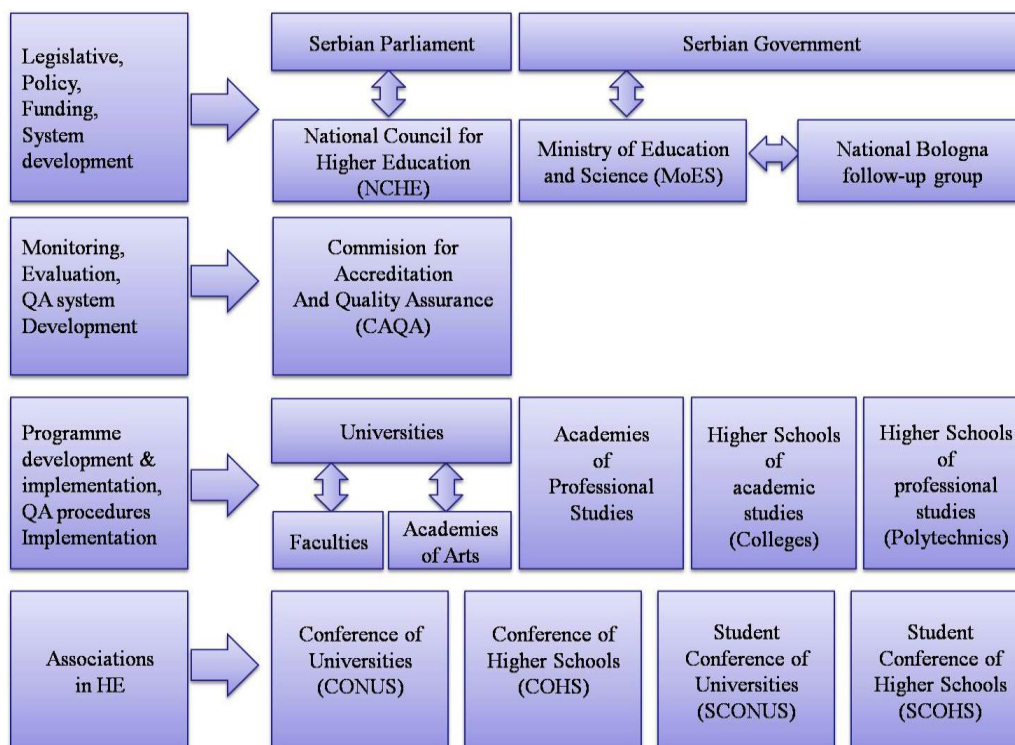 Legislative,
Policy,
Funding,
System
development
Serbian Parliament
Serbian Government
National Council for
Higher Education
(NCHE)
Ministry of Education
and Science (MoES)
National Bologna
follow-up group
Monitoring,
Evaluation,
QA system
Development
Commision for
Accreditation
And Quality Assurance
(CAQA)
Programme
development &
implementation,
QA procedures
Implementation
Universities
Faculties
Academies
of Arts
Academies
of
Professional
Studies
Higher Schools
of
academic
studies
(Colleges)
Higher Schools
of
professional
studies
(Polytechnics)
Associations
in HE
Conference of
Universities
(CONUS)
Conference of
Higher Schools
(COHS)
Student
Conference of
Universities
(SCONUS)
Student
Conference of
Higher Schools
(SCOHS)